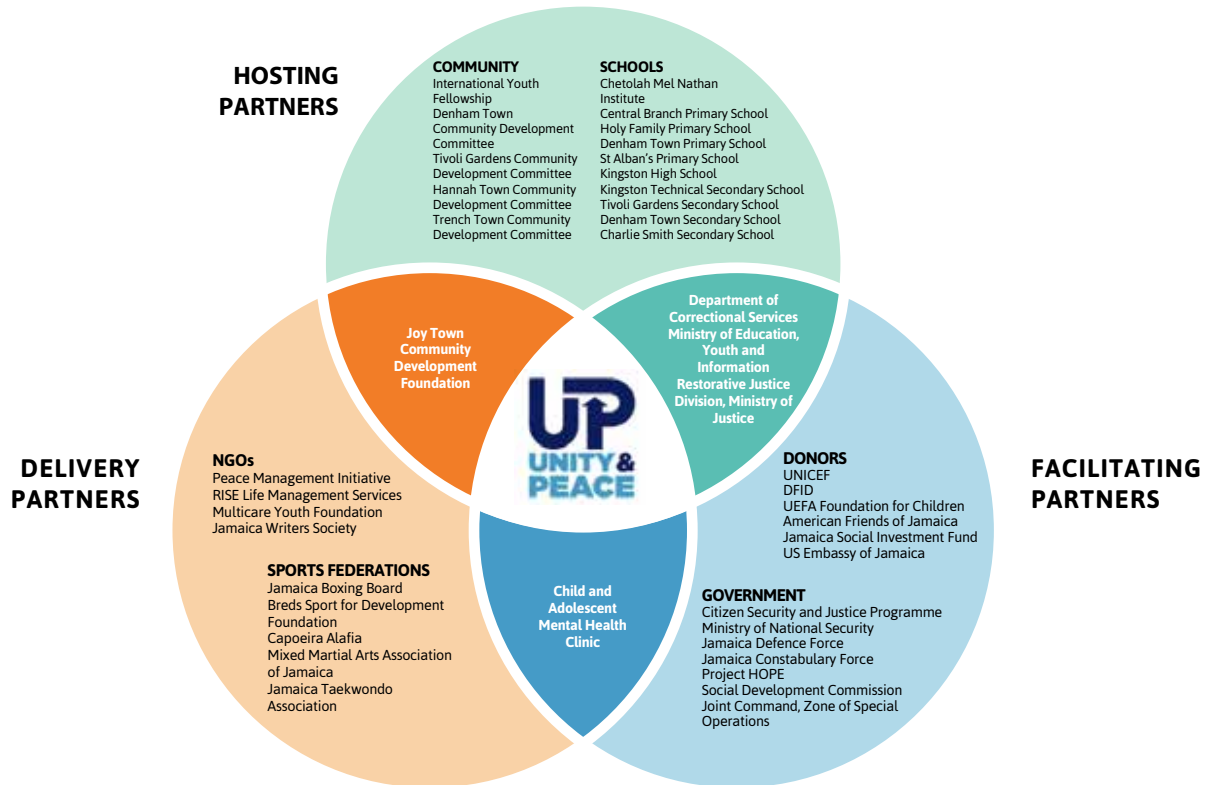 HOSTING
PARTNERS
COMMUNITY
International Youth
Fellowship
Denham Town
Community Development
Committee
Tivoli Gardens Community
Development Committee
Hannah Town Community
Development Committee
Trench Town Community
Development Committee
SCHOOLS
Chetolah Mel Nathan
Institute
Central Branch Primary School
Holy Family Primary School
Denham Town Primary School
St Alban's Primary School
Kingston High School
Kingston Technical Secondary School
Tivoli Gardens Secondary School
Denham Town Secondary School
Charlie Smith Secondary School
Joy Town
Community
Development
Foundation
Department of
Correctional Services
Ministry of Education,
Youth and
Information
Restorative Justice
Division, Ministry of
Justice
UP
UNITY &
PEACE
DELIVERY
PARTNERS
NGOs
Peace Management Initiative
RISE Life Management Services
Multicare Youth Foundation
Jamaica Writers Society
SPORTS FEDERATIONS
Jamaica Boxing Board
Breds Sport for Development
Foundation
Capoeira Alafia
Mixed Martial Arts Association
of Jamaica
Jamaica Taekwondo
Association
Child and
Adolescent
Mental Health
Clinic
FACILITATING
PARTNERS
DONORS
UNICEF
DFID
UEFA Foundation for Children
American Friends of Jamaica
Jamaica Social Investment Fund
US Embassy of Jamaica
GOVERNMENT
Citizen Security and Justice Programme
Ministry of National Security
Jamaica Defence Force
Jamaica Constabulary Force
Project HOPE
Social Development Commission
Joint Command, Zone of Special
Operations